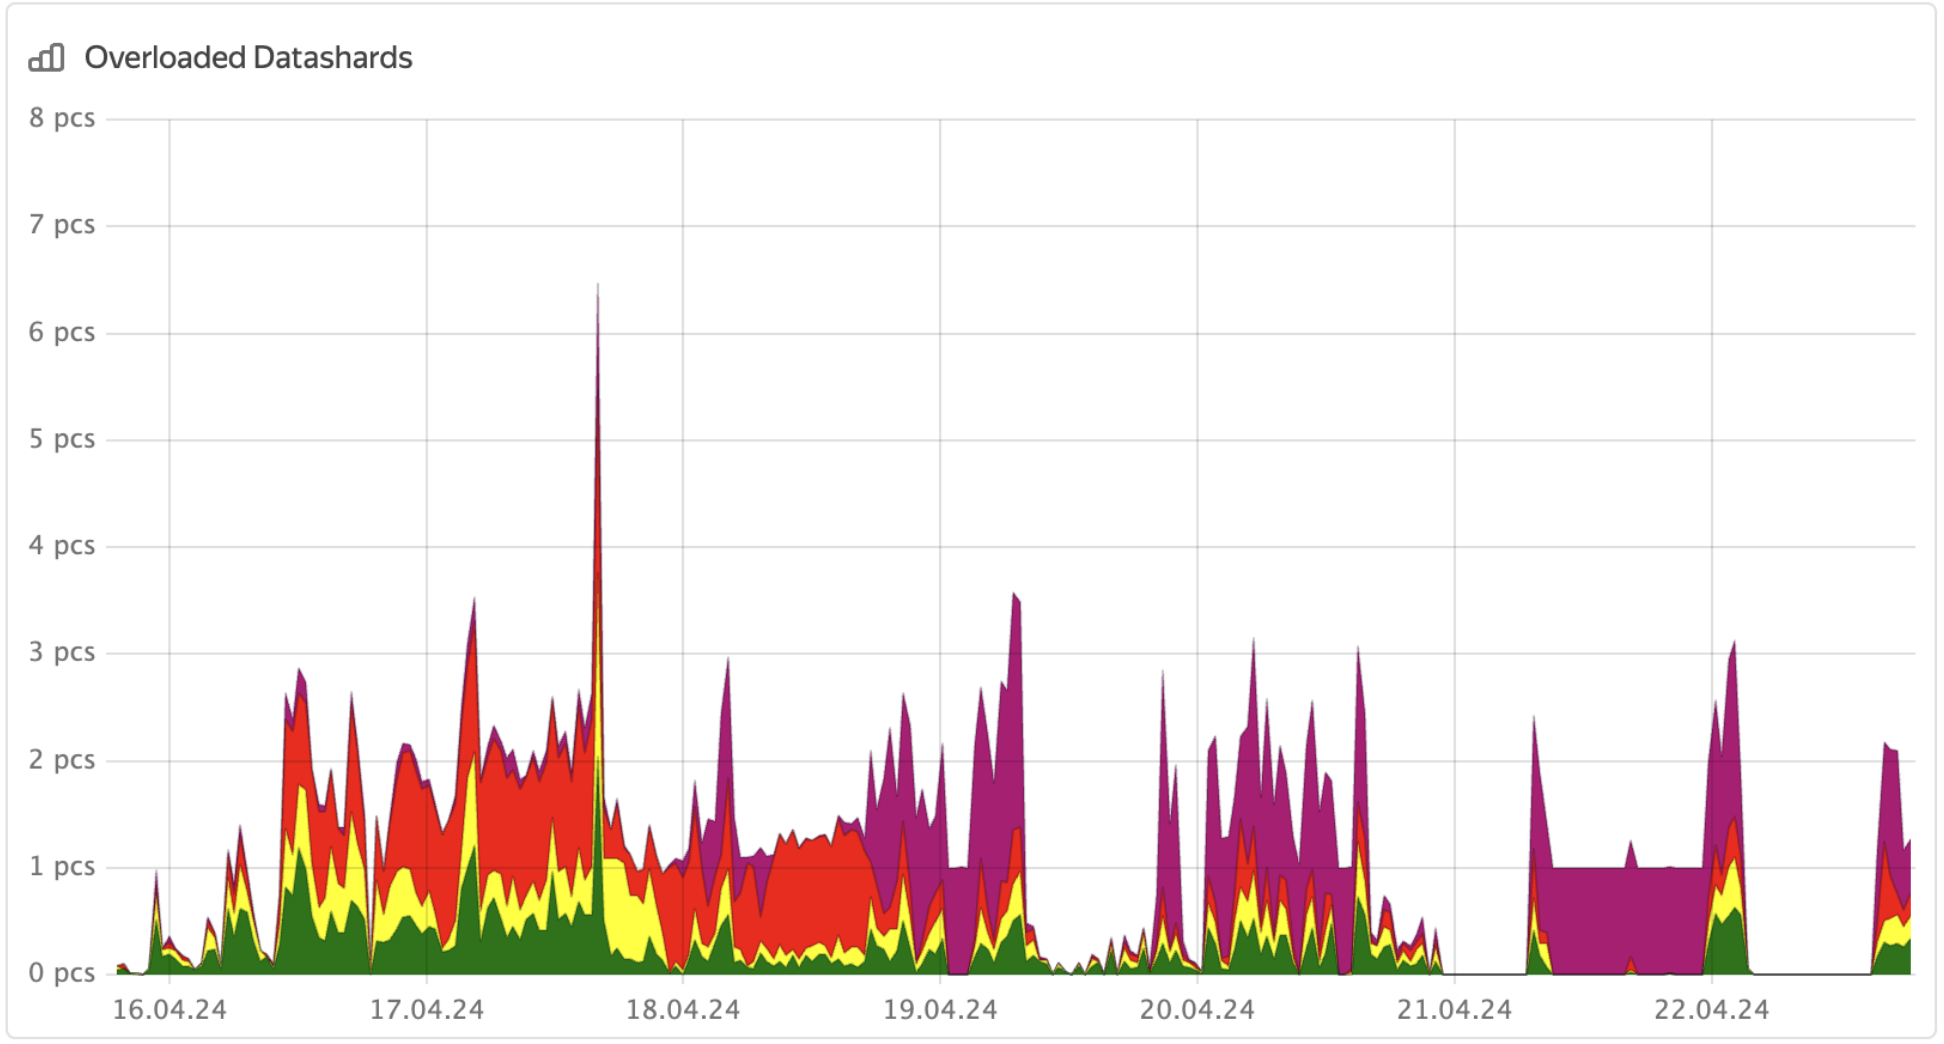 Overloaded Datashards
8 pcs
7 pcs
6 pcs
5 pcs
4 pcs
3 pcs
2 pcs
1 pcs
0 pcs
16.04.24 17.04.24 18.04.24 19.04.24 20.04.24 21.04.24 22.04.24